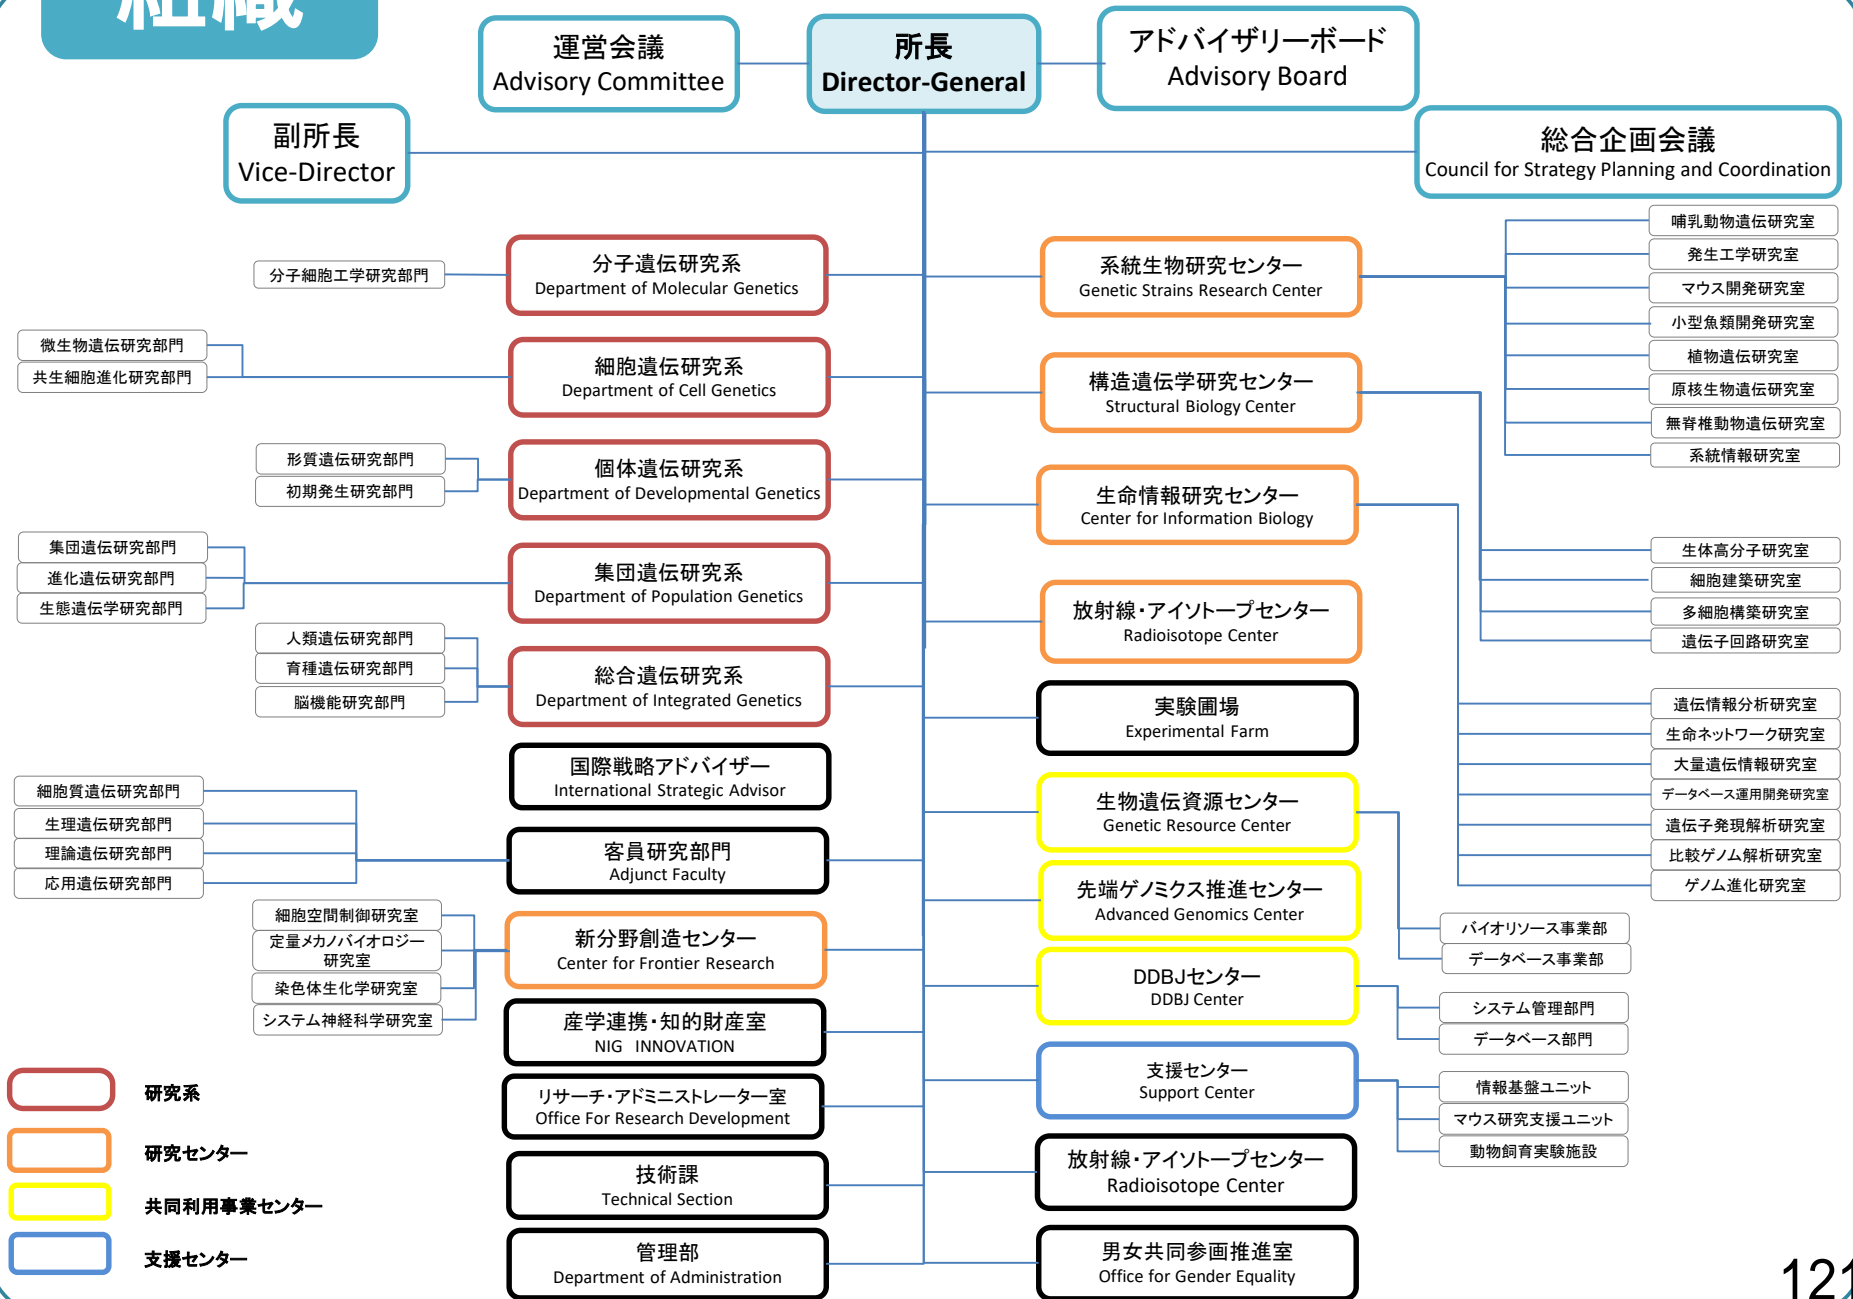 組織
運営会議
Advisory Committee
所長
Director-General
アドバイザリーボード
Advisory Board
副所長
Vice-Director
総合企画会議
Council for Strategy Planning and Coordination
分子細胞工学研究部門
分子遺伝研究系
Department of Molecular Genetics
微生物遺伝研究部門
共生細胞進化研究部門
細胞遺伝研究系
Department of Cell Genetics
形質遺伝研究部門
初期発生研究部門
個体遺伝研究系
Department of Developmental Genetics
集団遺伝研究部門
進化遺伝研究部門
生態遺伝学研究部門
集団遺伝研究系
Department of Population Genetics
人類遺伝研究部門
育種遺伝研究部門
脳機能研究部門
総合遺伝研究系
Department of Integrated Genetics
国際戦略アドバイザー
International Strategic Advisor
細胞質遺伝研究部門
生理遺伝研究部門
理論遺伝研究部門
応用遺伝研究部門
客員研究部門
Adjunct Faculty
細胞空間制御研究室
定量メカノバイオロジー
研究室
染色体生化学研究室
システム神経科学研究室
新分野創造センター
Center for Frontier Research
産学連携・知的財産室
NIG INNOVATION
リサーチ・アドミニストレーター室
Office For Research Development
技術課
Technical Section
管理部
Department of Administration
系統生物研究センター
Genetic Strains Research Center
哺乳動物遺伝研究室
発生工学研究室
マウス開発研究室
小型魚類開発研究室
植物遺伝研究室
原核生物遺伝研究室
無脊椎動物遺伝研究室
系統情報研究室
構造遺伝学研究センター
Structural Biology Center
生体高分子研究室
細胞建築研究室
多細胞構築研究室
遺伝子回路研究室
生命情報研究センター
Center for Information Biology
遺伝情報分析研究室
生命ネットワーク研究室
大量遺伝情報研究室
データベース運用開発研究室
遺伝子発現解析研究室
比較ゲノム解析研究室
ゲノム進化研究室
放射線・アイソトープセンター
Radioisotope Center
実験圃場
Experimental Farm
生物遺伝資源センター
Genetic Resource Center
バイオリソース事業部
データベース事業部
先端ゲノミクス推進センター
Advanced Genomics Center
DDBJセンター
DDBJ Center
システム管理部門
データベース部門
支援センター
Support Center
情報基盤ユニット
マウス研究支援ユニット
動物飼育実験施設
放射線・アイソトープセンター
Radioisotope Center
男女共同参画推進室
Office for Gender Equality
研究系
研究センター
共同利用事業センター
支援センター
121